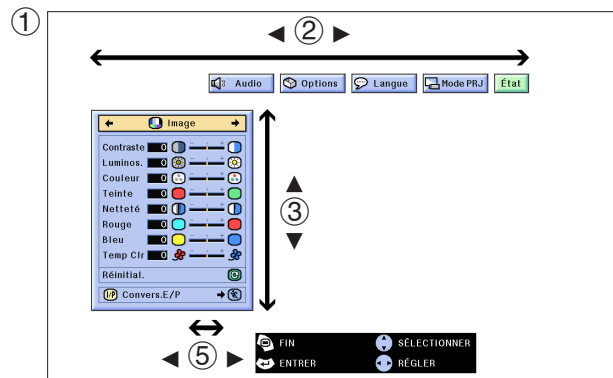 ①
◄ ② ►
Audio Options Langue Mode PRJ État
Image
Contraste 0
Luminos. 0
Couleur 0
Teinte 0
Netteté 0
Rouge 0
Bleu 0
Temp Clr 0
Réinitial.
I/P Convers.E/P
▲
③
▼
◄ ⑤ ►
FIN SÉLECTIONNER
ENTRER RÉGLER